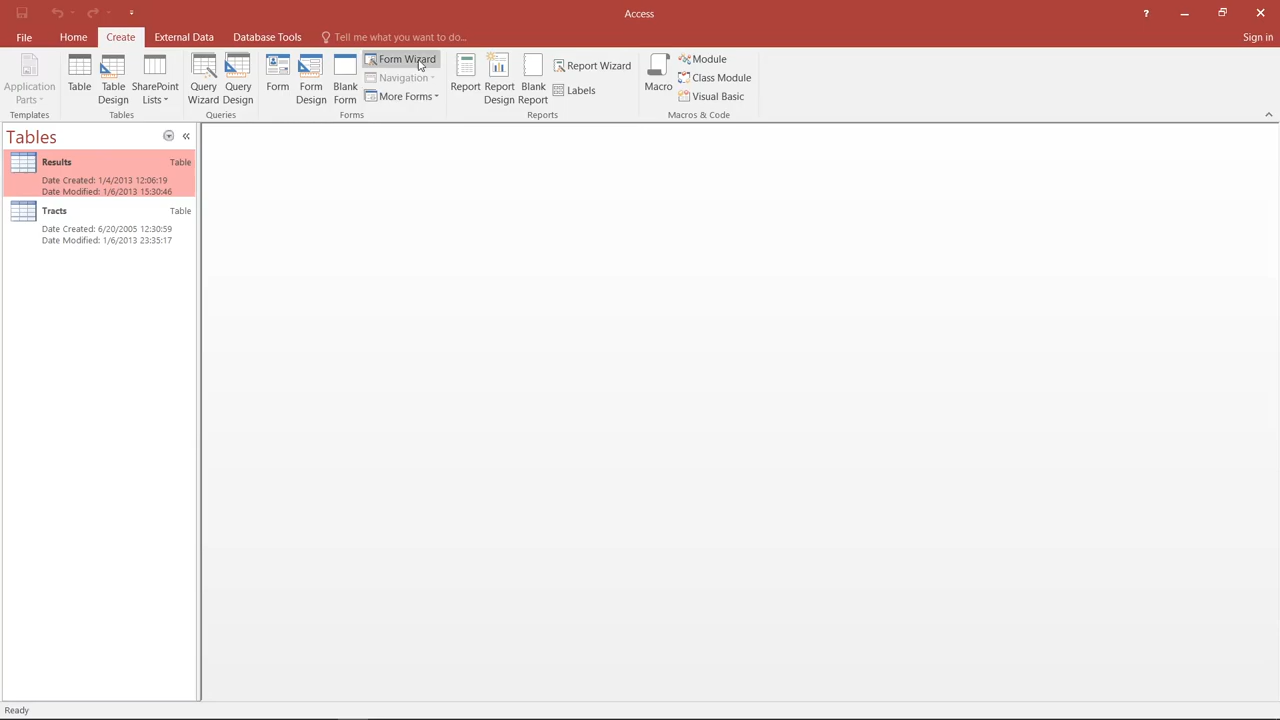 Access
?
Sign in
File Home Create External Data Database Tools Tell me what you want to do...
Application Parts
Templates
Table
Table Design
SharePoint Lists
Tables
Query Wizard
Query Design
Queries
Form
Form Design
Blank Form
Form Wizard
Navigation
More Forms
Forms
Report
Report Design
Blank Report
Report Wizard
Labels
Reports
Macro
Module
Class Module
Visual Basic
Macros & Code
Tables
Results Table
Date Created: 1/4/2013 12:06:19
Date Modified: 1/6/2013 15:30:46
Tracts Table
Date Created: 6/20/2005 12:30:59
Date Modified: 1/6/2013 23:35:17
Ready